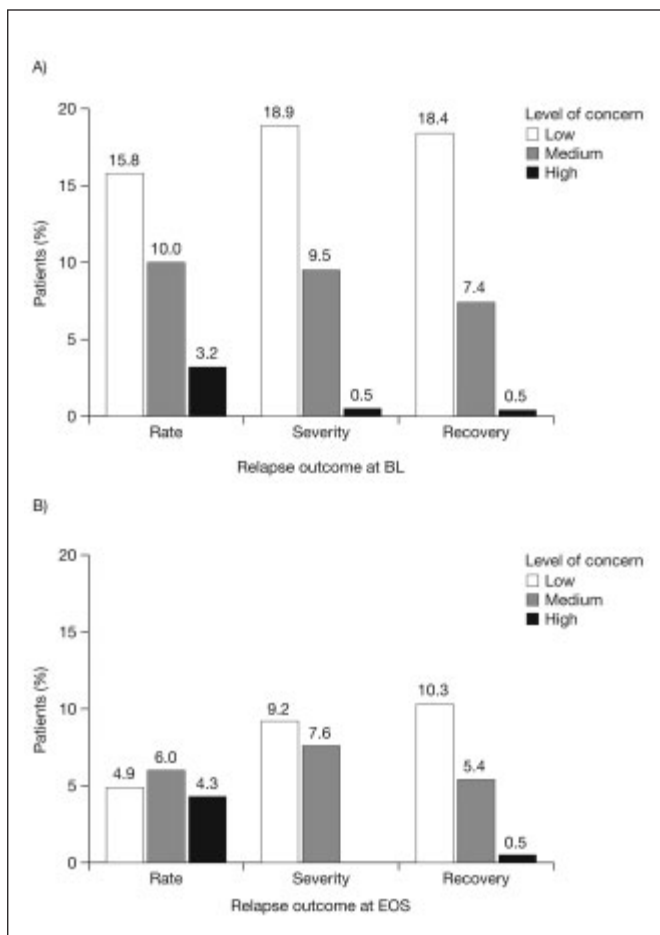 A)
Level of concern
Low
Medium
High
Patients (%)
20
15
10
5
0
15.8
10.0
3.2
18.9
9.5
0.5
18.4
7.4
0.5
Rate Severity Recovery
Relapse outcome at BL
B)
Level of concern
Low
Medium
High
Patients (%)
20
15
10
5
0
4.9
6.0
4.3
9.2
7.6
10.3
5.4
0.5
Rate Severity Recovery
Relapse outcome at EOS